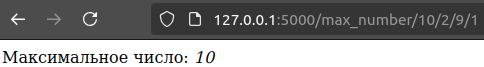 127.0.0.1:5000/max_number/10/2/9/1
Максимальное число: 10